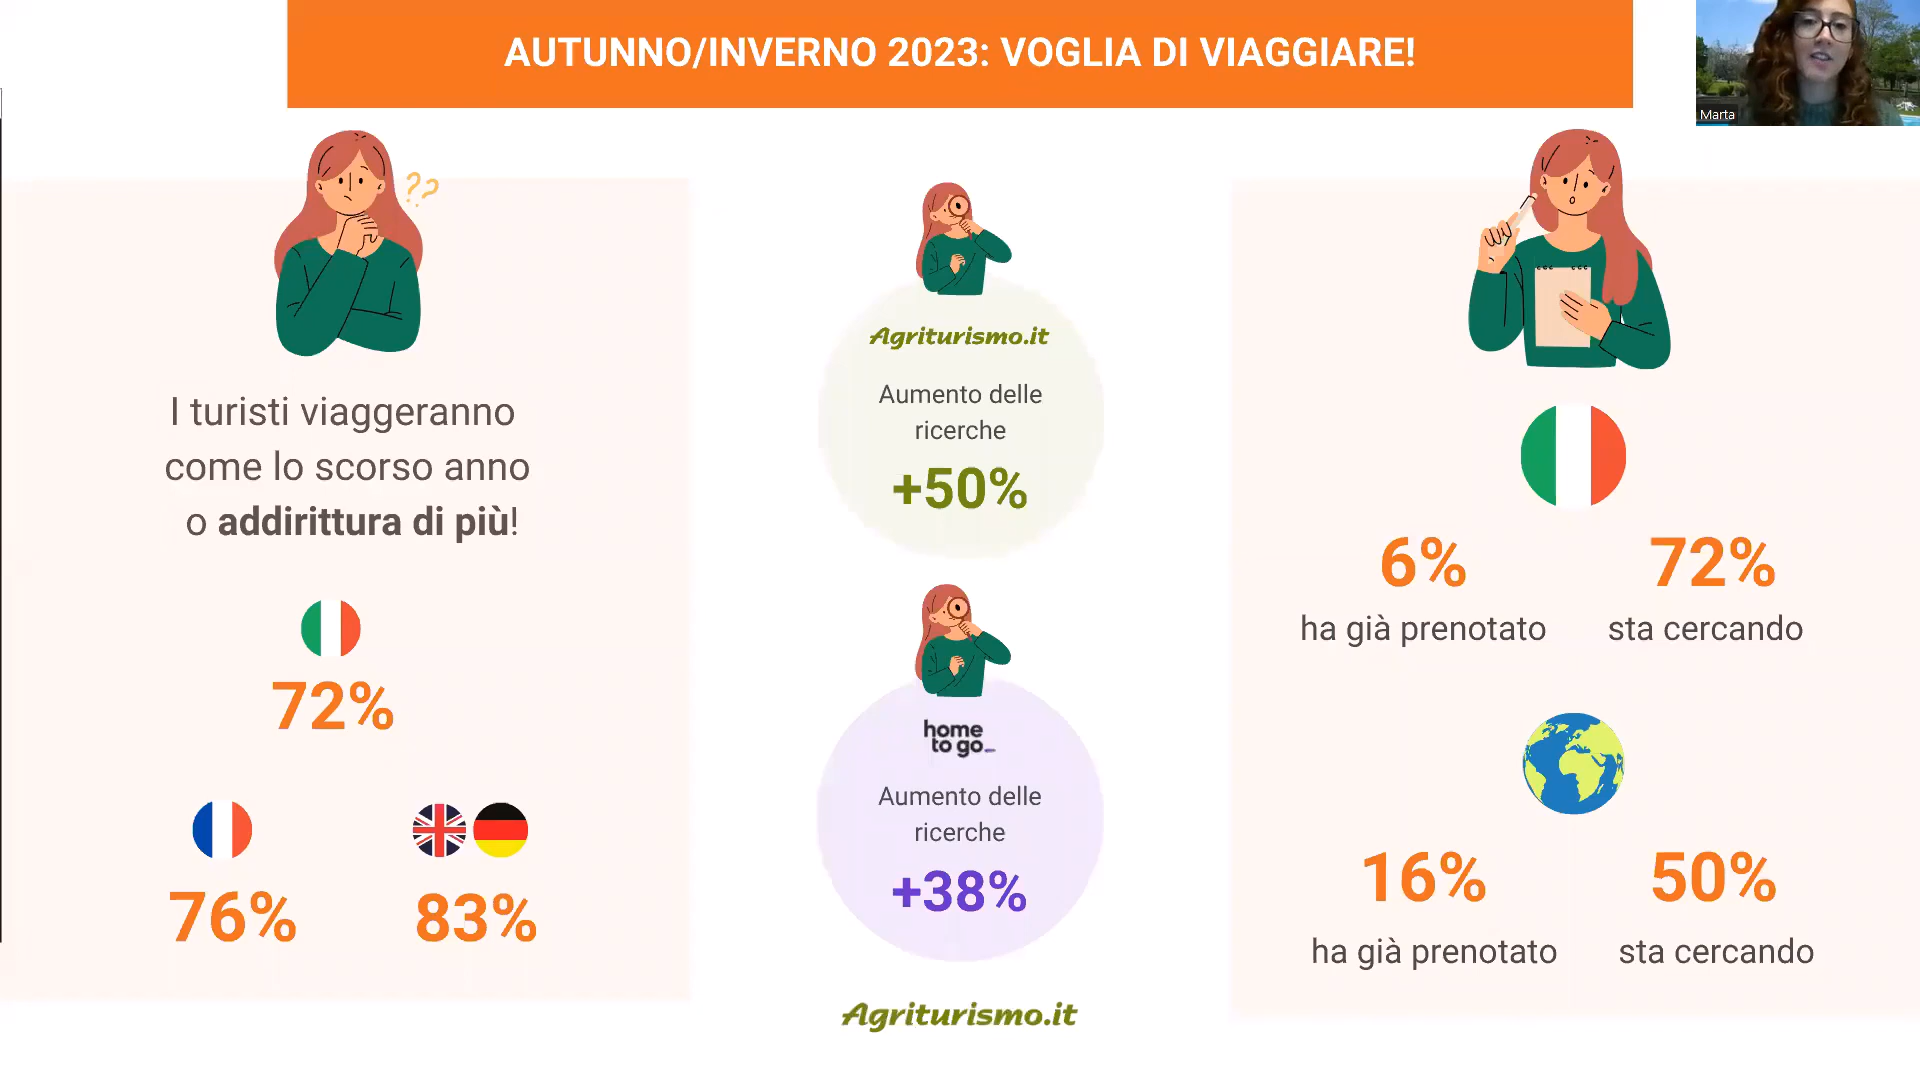 AUTUNNO/INVERNO 2023: VOGLIA DI VIAGGIARE!
Marta
??
I turisti viaggeranno
come lo scorso anno
o addirittura di più!
72%
76%
83%
Agriturismo.it
Aumento delle
ricerche
+50%
home
to go_
Aumento delle
ricerche
+38%
Agriturismo.it
6%
72%
ha già prenotato
sta cercando
16%
50%
ha già prenotato
sta cercando